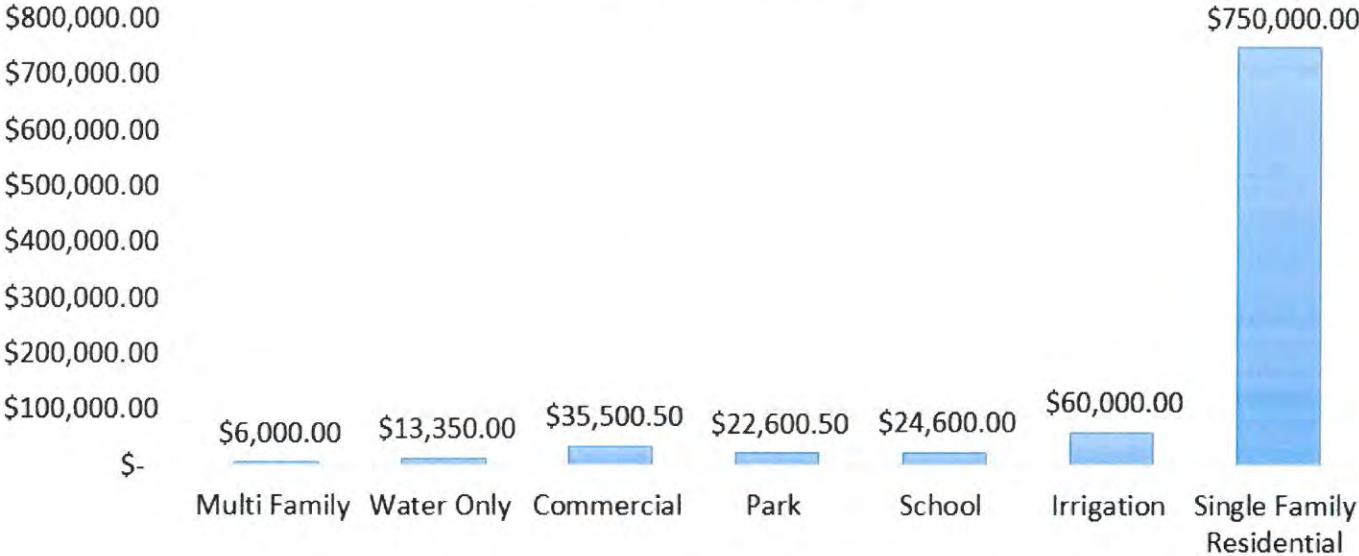 $800,000.00
$700,000.00
$600,000.00
$500,000.00
$400,000.00
$300,000.00
$200,000.00
$100,000.00
$-
$6,000.00
$13,350.00
$35,500.50
$22,600.50
$24,600.00
$60,000.00
$750,000.00
Multi Family
Water Only
Commercial
Park
School
Irrigation
Single Family
Residential